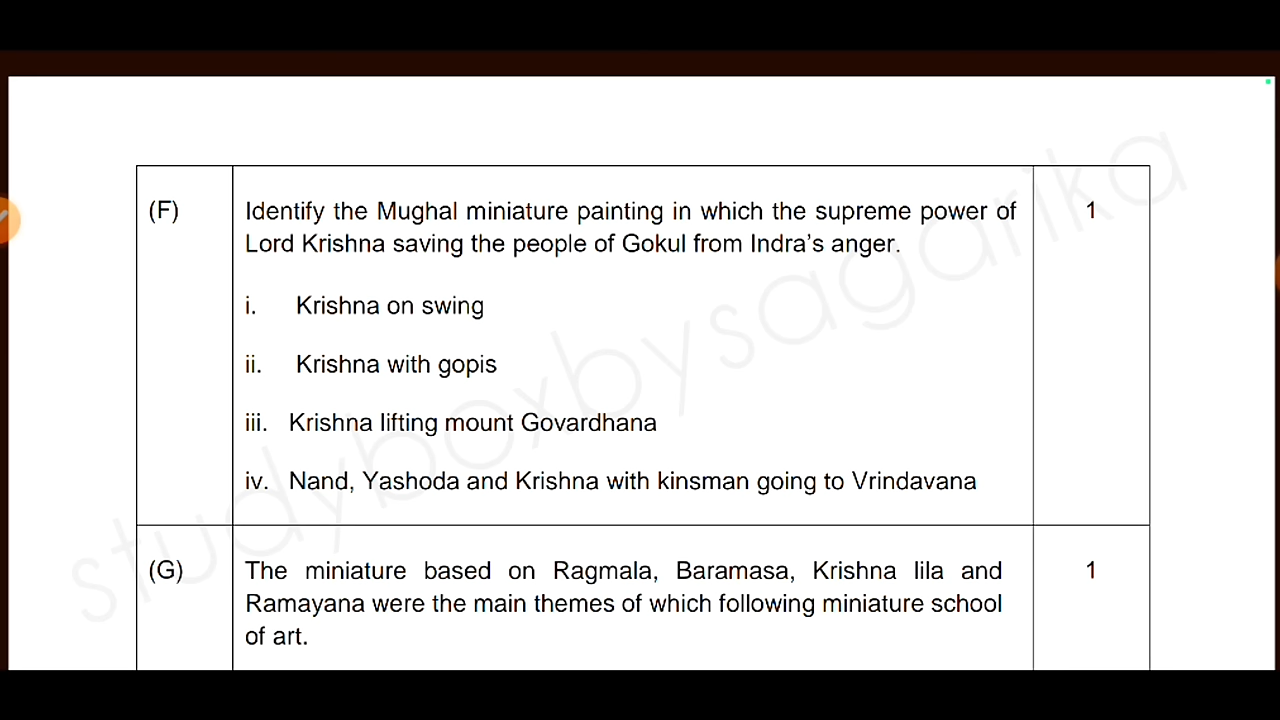 (F) Identify the Mughal miniature painting in which the supreme power of 1
Lord Krishna saving the people of Gokul from Indra's anger.
i. Krishna on swing
ii. Krishna with gopis
iii. Krishna lifting mount Govardhana
iv. Nand, Yashoda and Krishna with kinsman going to Vrindavana
(G) The miniature based on Ragmala, Baramasa, Krishna lila and 1
Ramayana were the main themes of which following miniature school
of art.
studyboxbysagarika